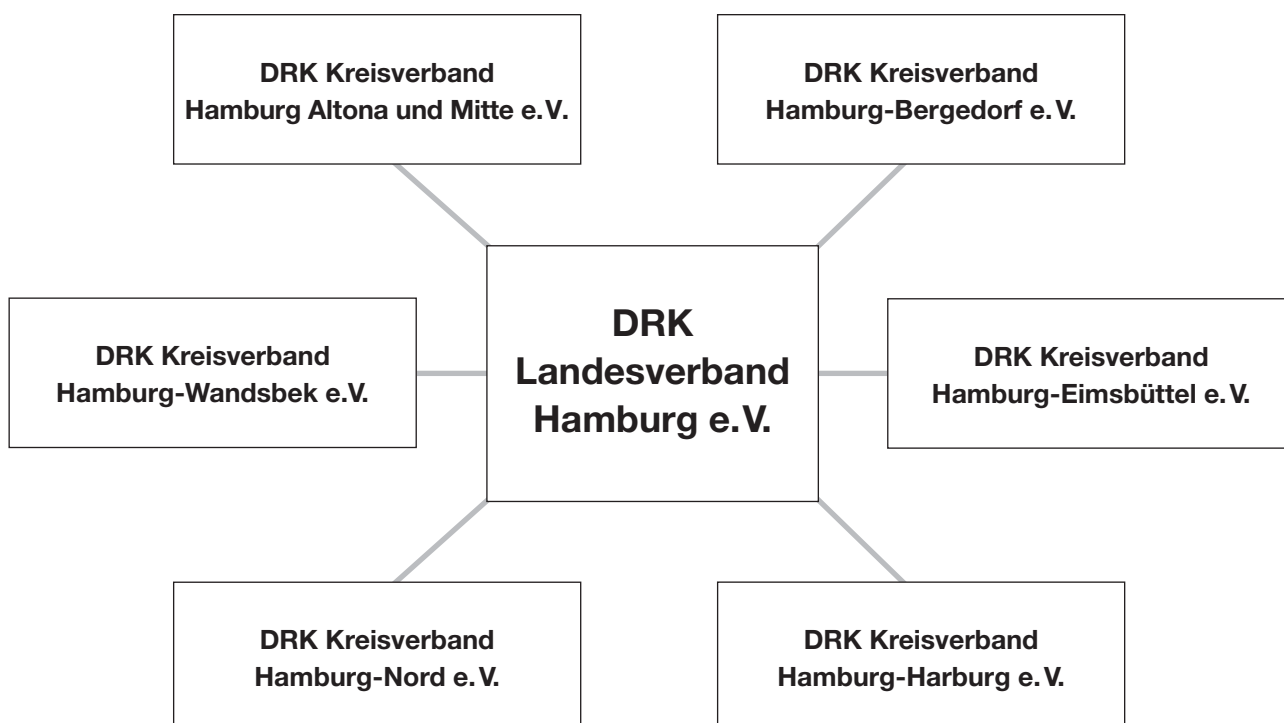 DRK Kreisverband
Hamburg Altona und Mitte e.V.
DRK Kreisverband
Hamburg-Bergedorf e.V.
DRK Kreisverband
Hamburg-Wandsbek e.V.
DRK
Landesverband
Hamburg e.V.
DRK Kreisverband
Hamburg-Eimsbüttel e.V.
DRK Kreisverband
Hamburg-Nord e.V.
DRK Kreisverband
Hamburg-Harburg e.V.